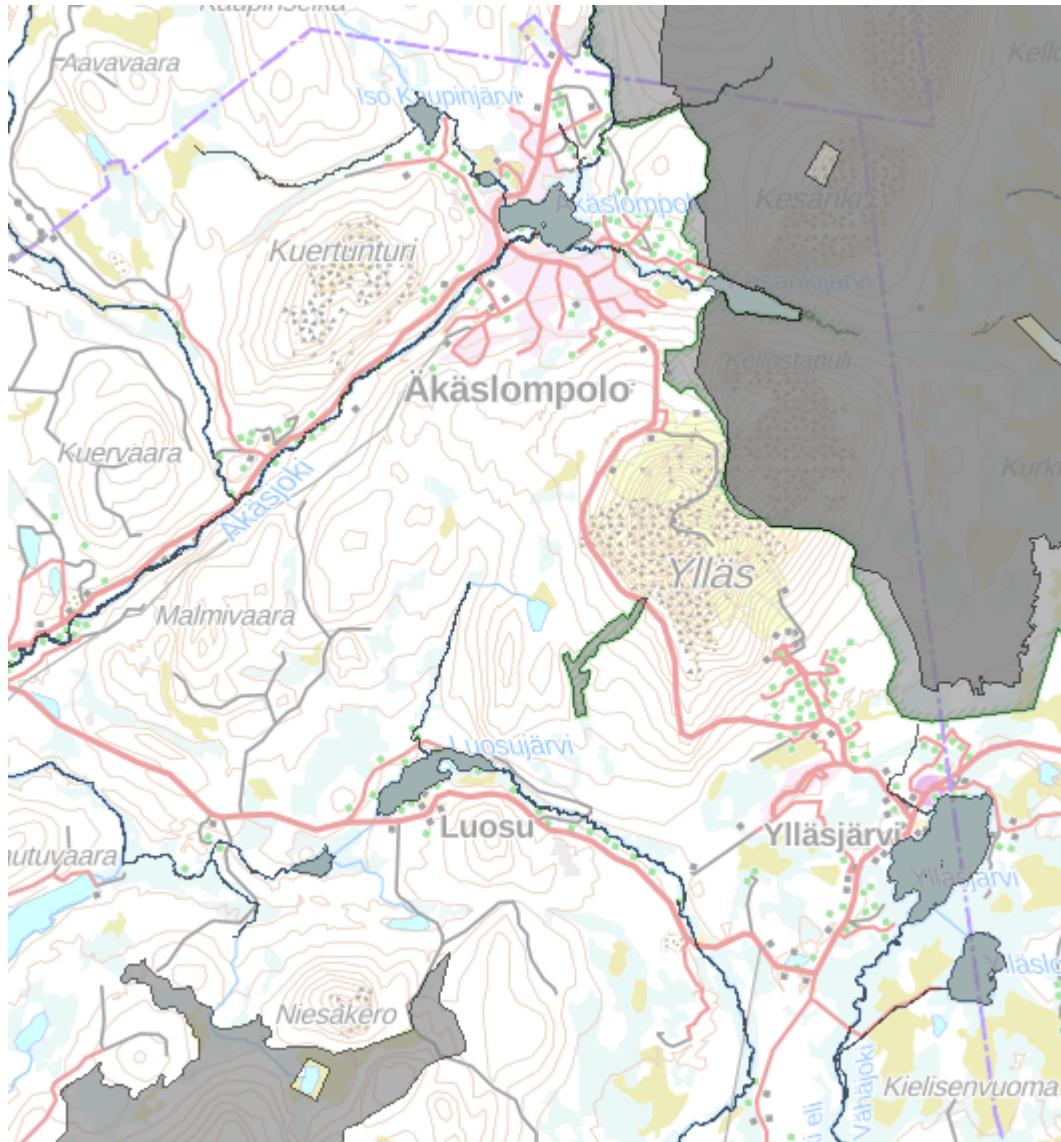 Aavavaara
Iso Kaupinjärvi
Kesänki
Äkäslompolo
Kuertunturi
Kellostapuli
Äkäslompolo
Kuervaara
Äkäsjoki
Ylläs
Malmivaara
Luosujärvi
Luosu
Ylläsjärvi
Ylläsjärvi
Niesäkero
Vähäjoki
Kielisenvuoma